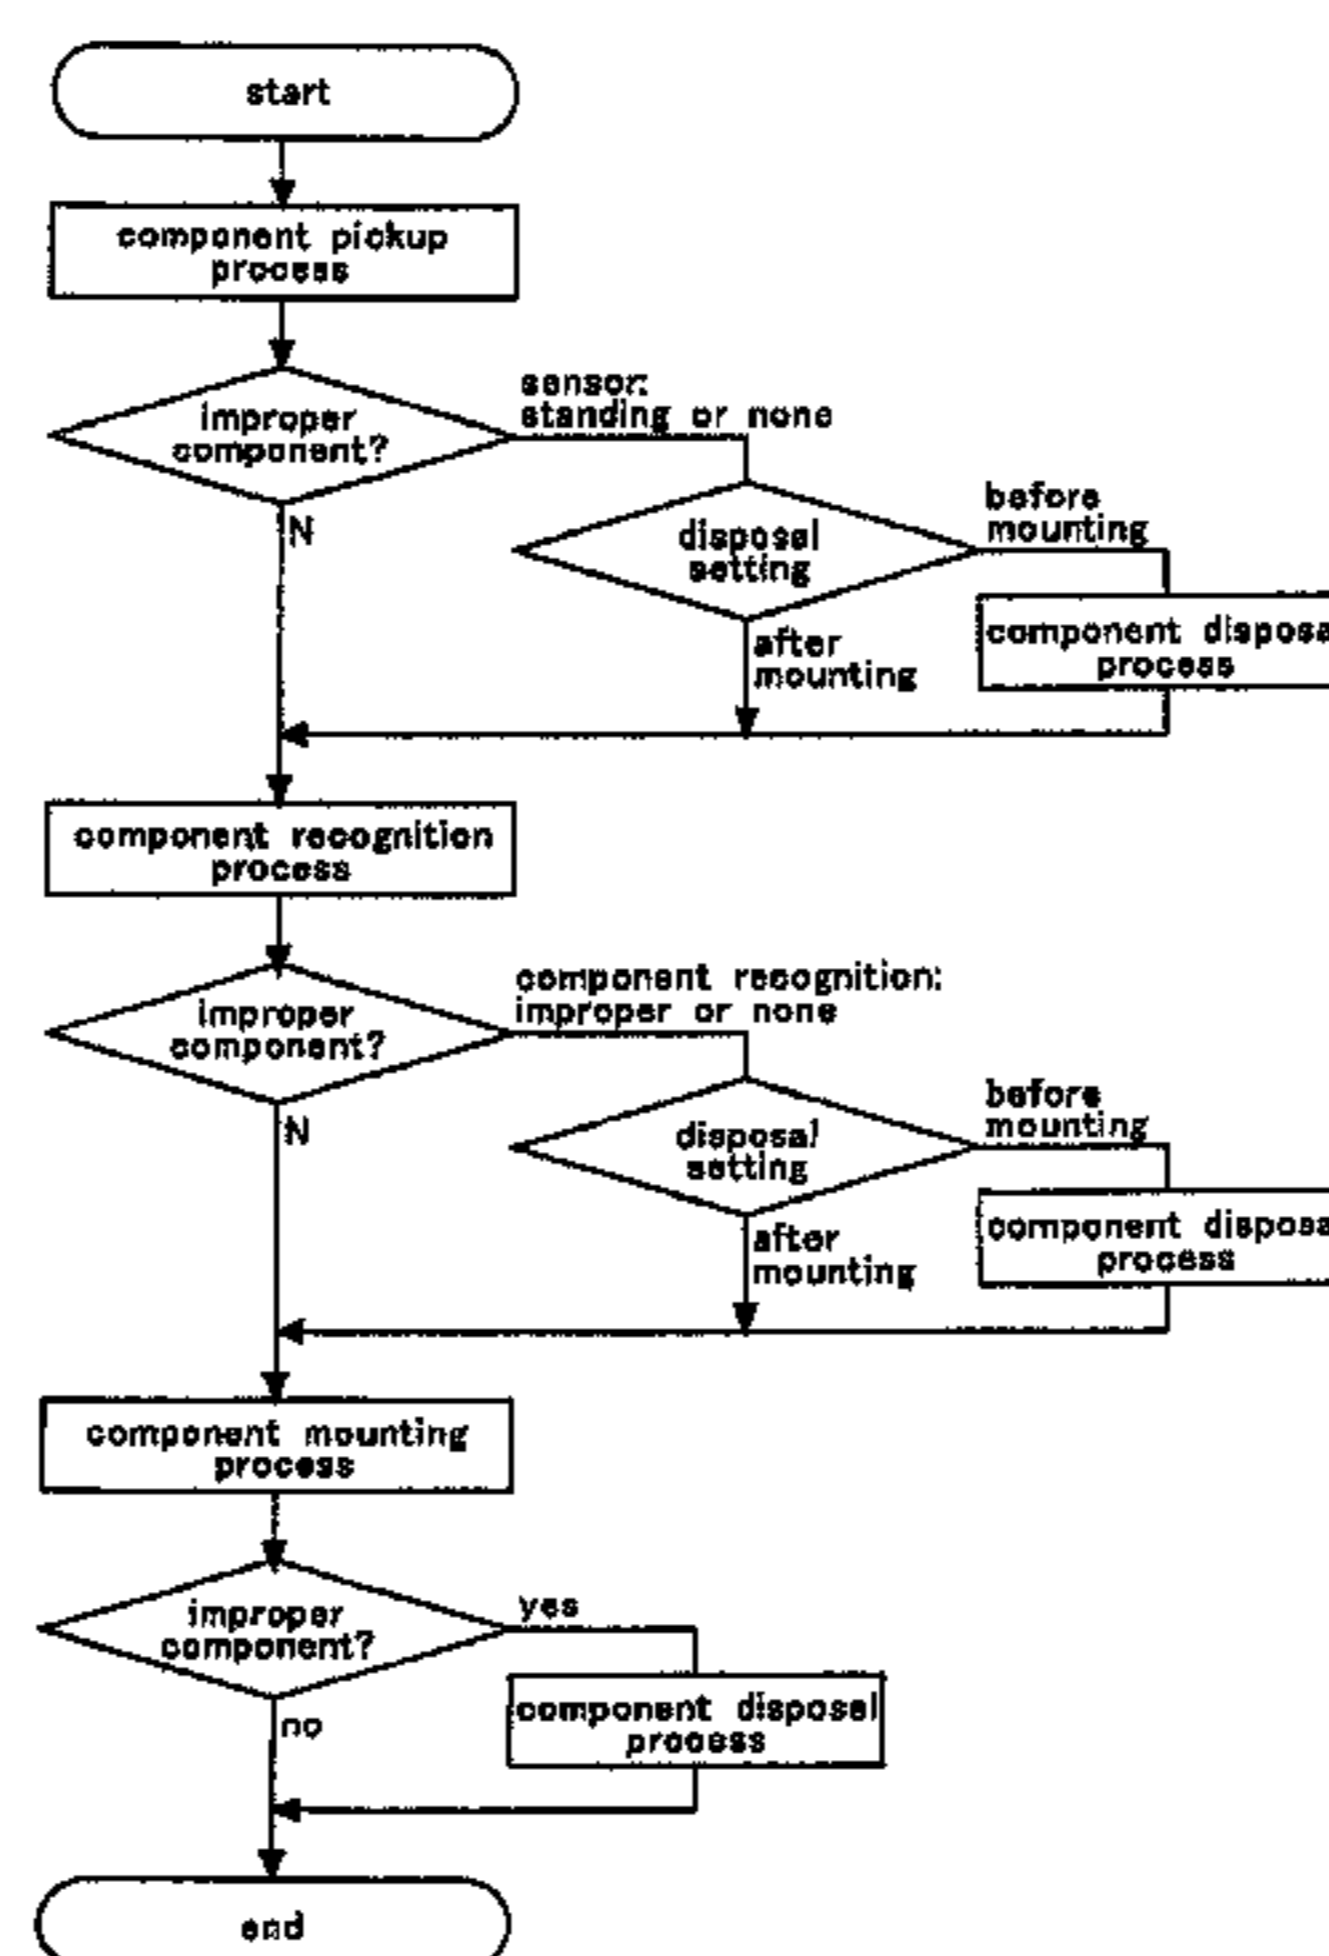 start
component pickup
process
improper
component?
sensor:
standing or none
N
disposal
setting
before
mounting
after
mounting
component disposa
process
component recognition
process
improper
component?
component recognition:
improper or none
N
disposal
setting
before
mounting
after
mounting
component disposa
process
component mounting
process
improper
component?
yes
no
component disposal
process
end